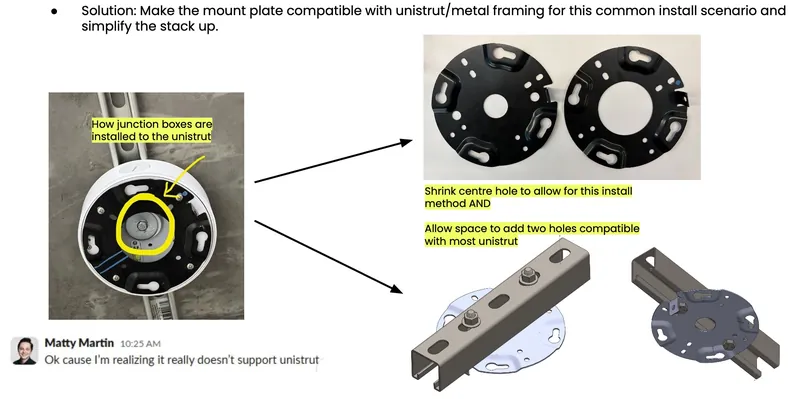 • Solution: Make the mount plate compatible with unistrut/metal framing for this common install scenario and
simplify the stack up.
How junction boxes are
installed to the unistrut
Shrink centre hole to allow for this install
method AND
Allow space to add two holes compatible
with most unistrut
Matty Martin 10:25 AM
Ok cause I'm realizing it really doesn't support unistrut